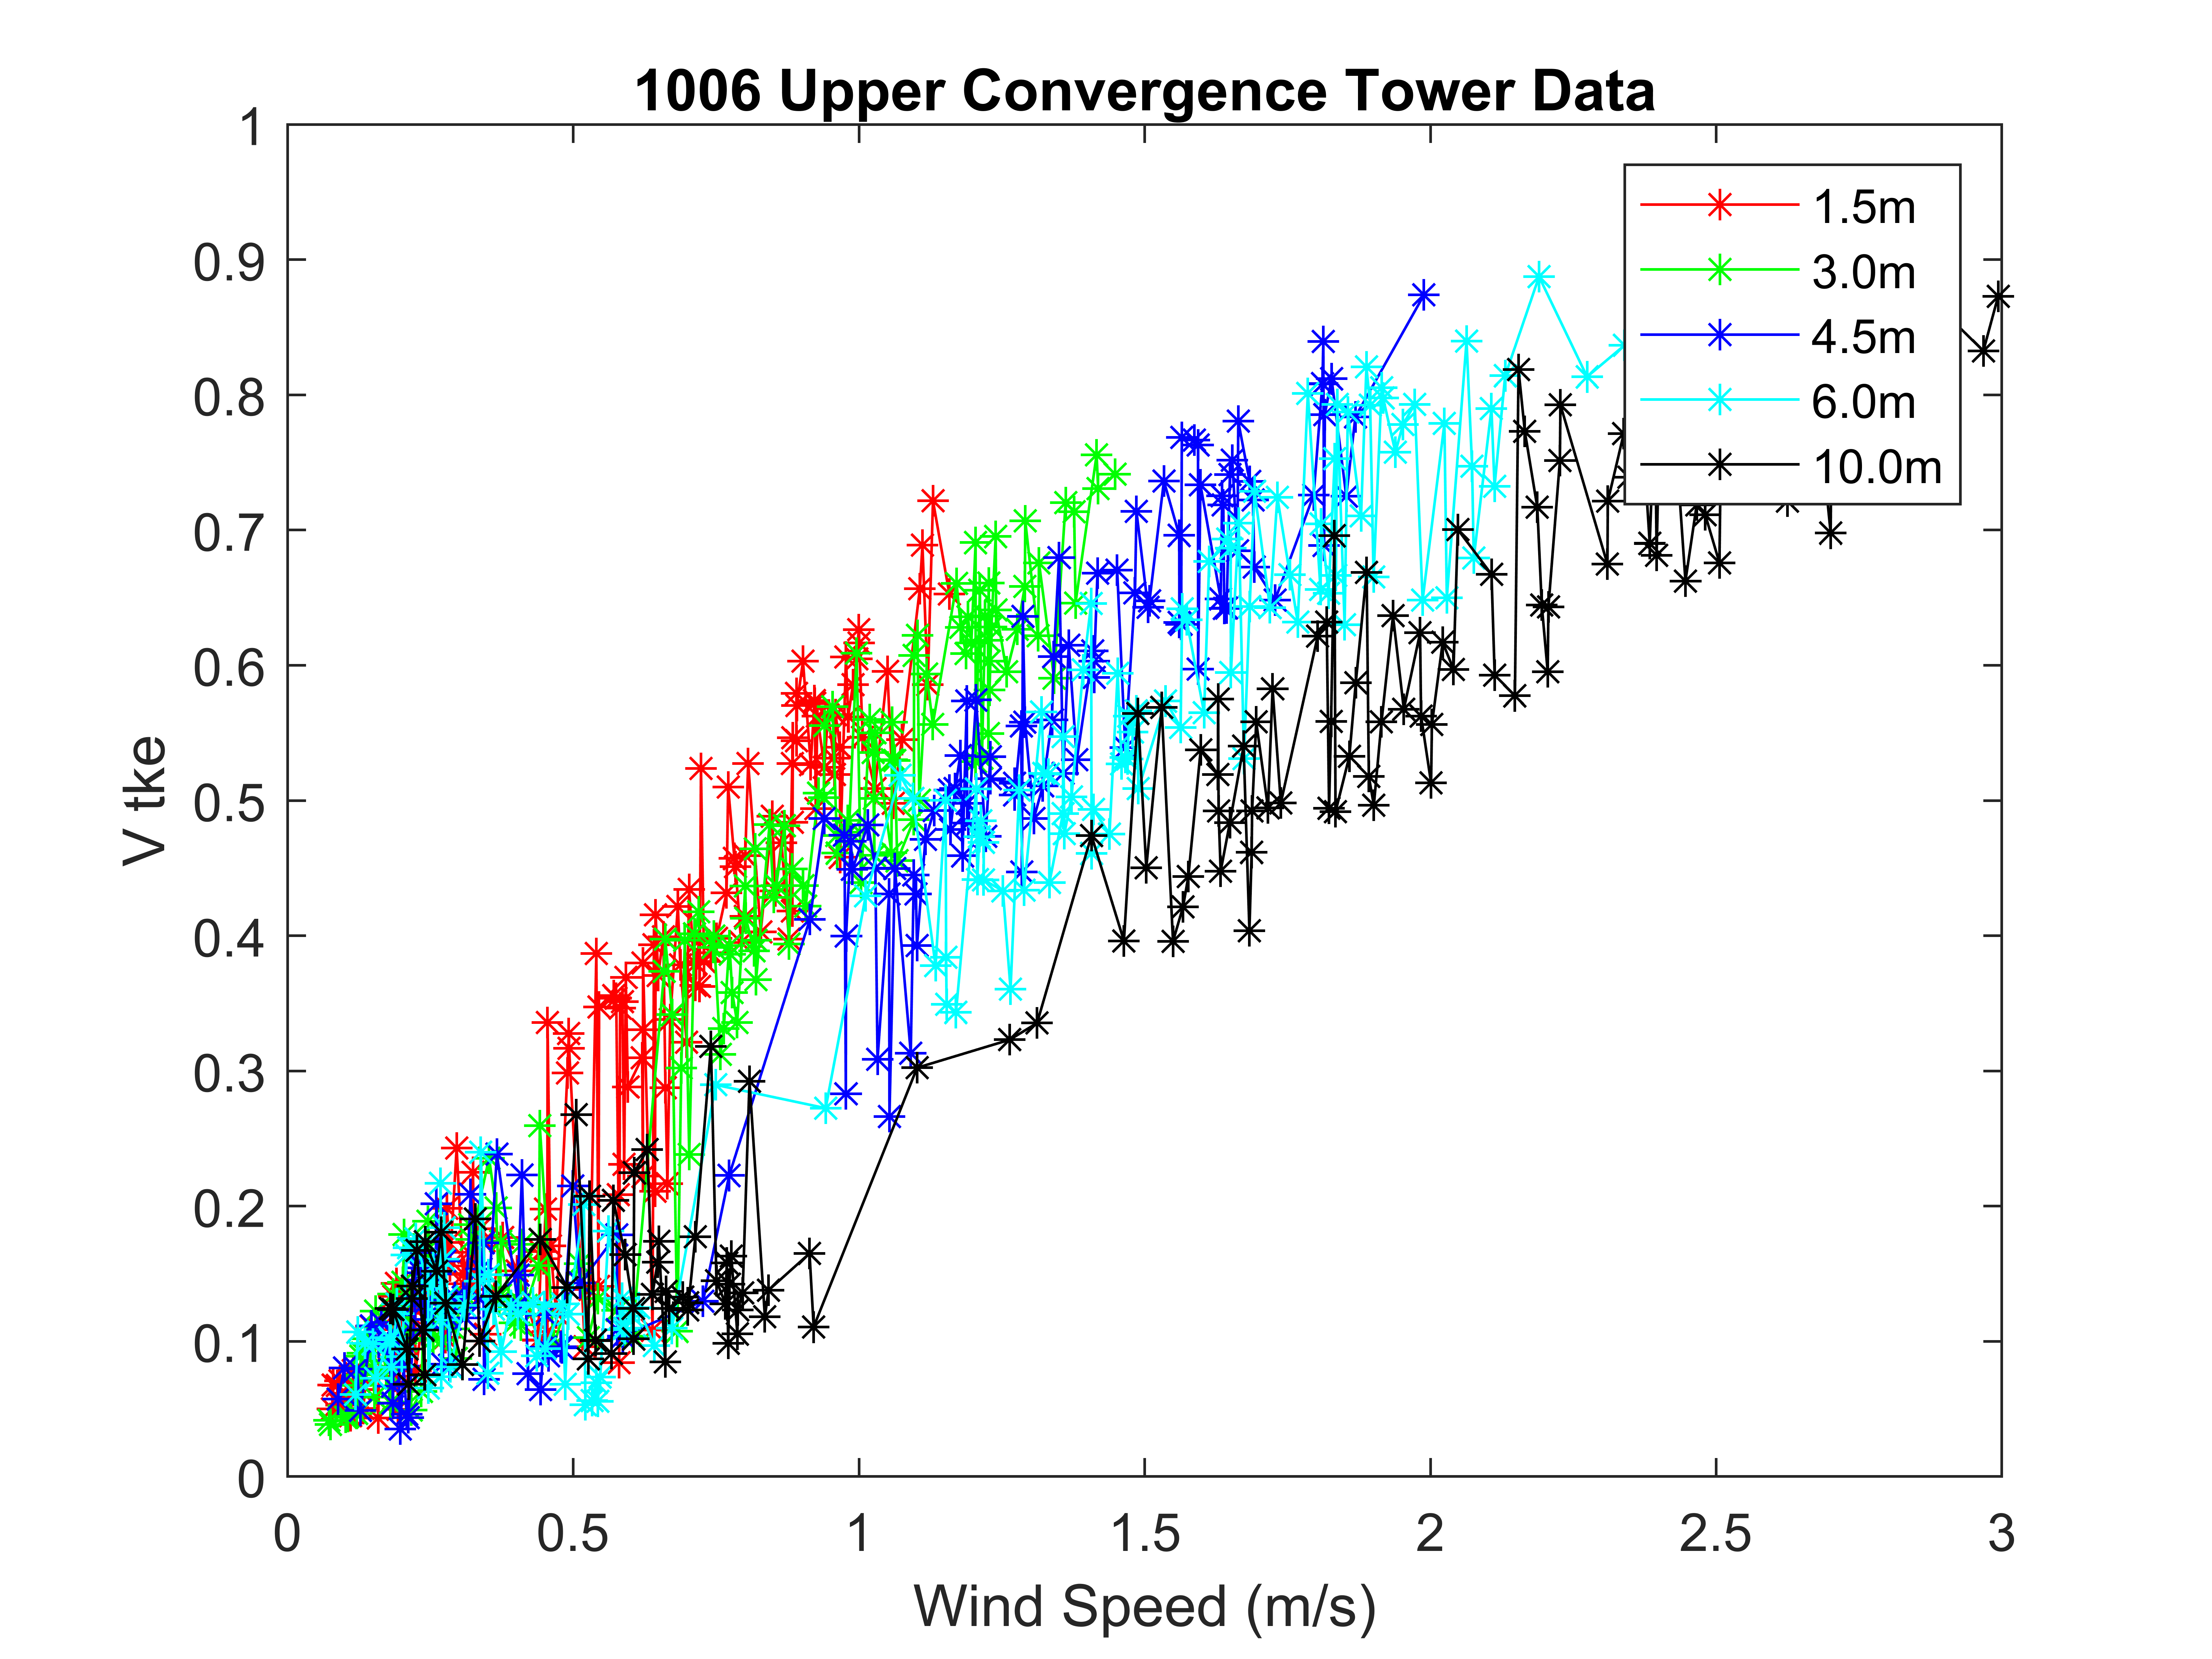 1006 Upper Convergence Tower Data
1
0.9
0.8
0.7
0.6
0.5
0.4
0.3
0.2
0.1
0
V tke
1.5m
3.0m
4.5m
6.0m
10.0m
0 0.5 1 1.5 2 2.5 3
Wind Speed (m/s)